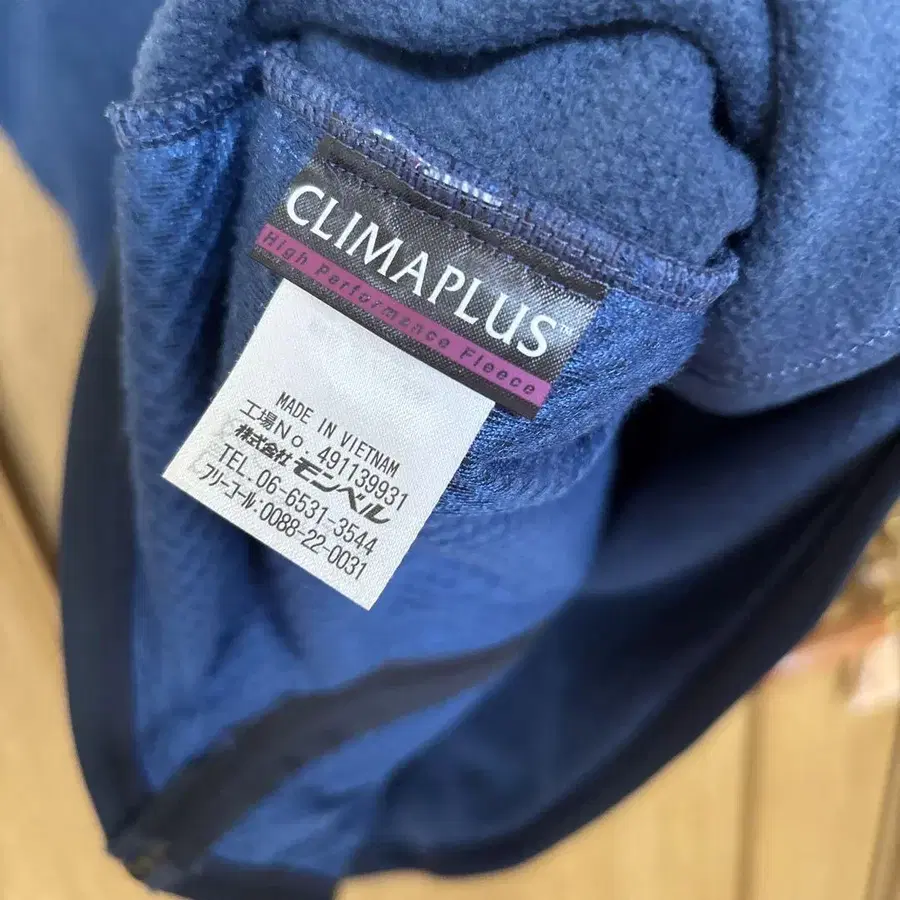 CLIMAPLUS™
High Performance Fleece
MADE IN VIETNAM
工場No. 491139931
株式会社モンベル
TEL.06-6531-3544
フリーコール:0088-22-0031